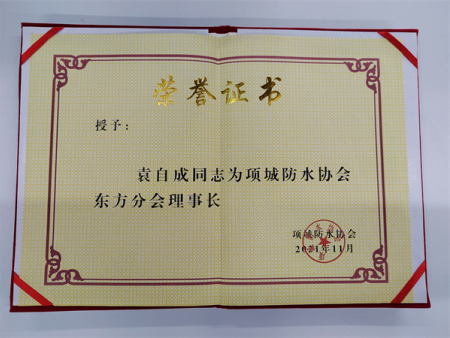 荣誉证书
授予：
袁自成同志为项城防水协会
东方分会理事长
项城防水协会
2021年11月